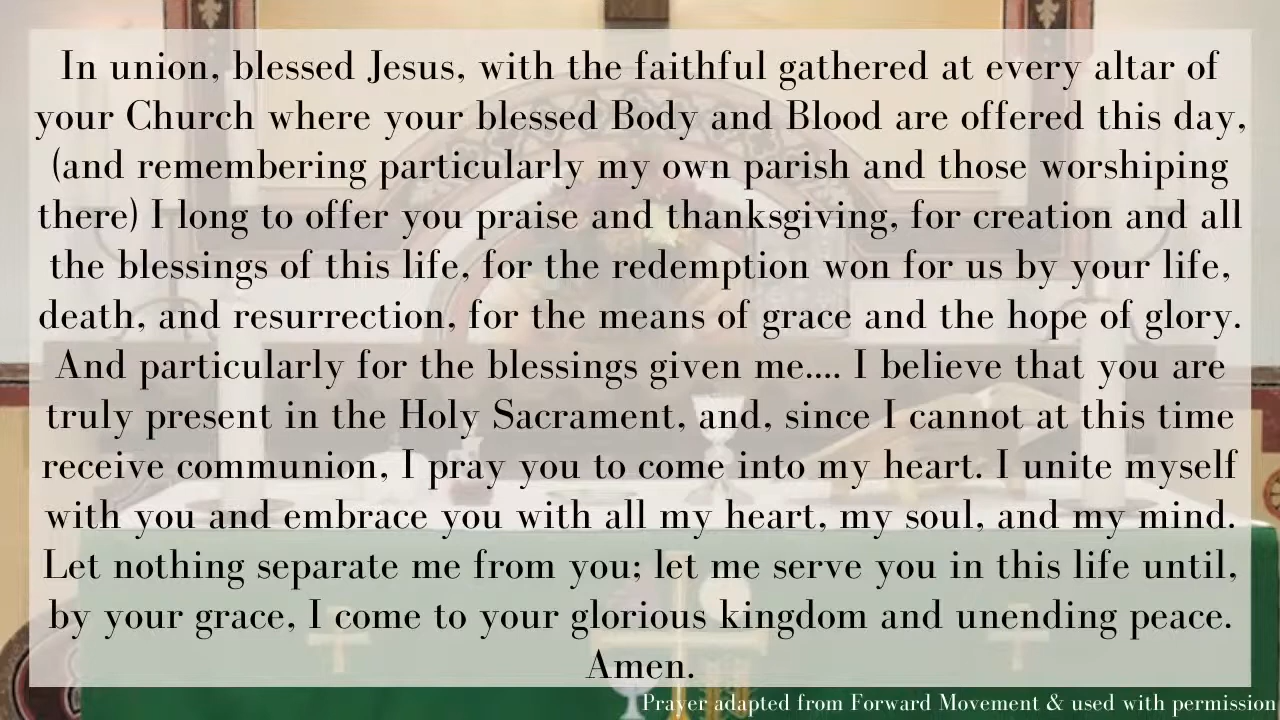 In union, blessed Jesus, with the faithful gathered at every altar of
your Church where your blessed Body and Blood are offered this day,
(and remembering particularly my own parish and those worshiping
there) I long to offer you praise and thanksgiving, for creation and all
the blessings of this life, for the redemption won for us by your life,
death, and resurrection, for the means of grace and the hope of glory.
And particularly for the blessings given me.... I believe that you are
truly present in the Holy Sacrament, and, since I cannot at this time
receive communion, I pray you to come into my heart. I unite myself
with you and embrace you with all my heart, my soul, and my mind.
Let nothing separate me from you; let me serve you in this life until,
by your grace, I come to your glorious kingdom and unending peace.
Amen.
Prayer adapted from Forward Movement & used with permission